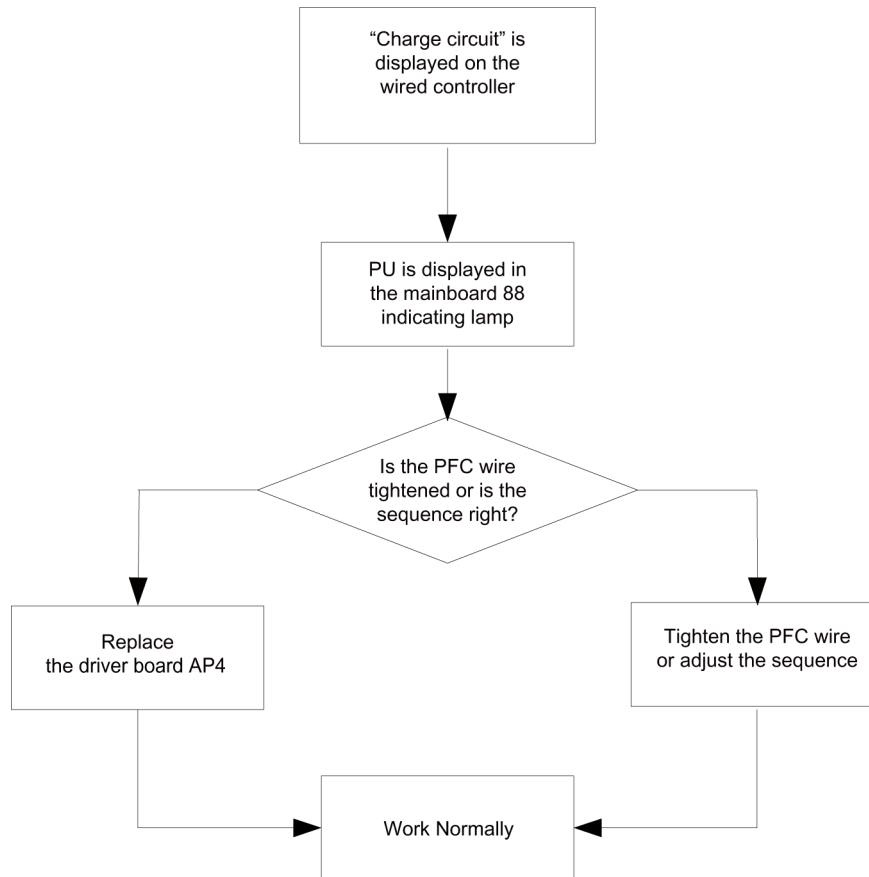 “Charge circuit” is
displayed on the
wired controller
PU is displayed in
the mainboard 88
indicating lamp
Is the PFC wire
tightened or is the
sequence right?
Replace
the driver board AP4
Tighten the PFC wire
or adjust the sequence
Work Normally